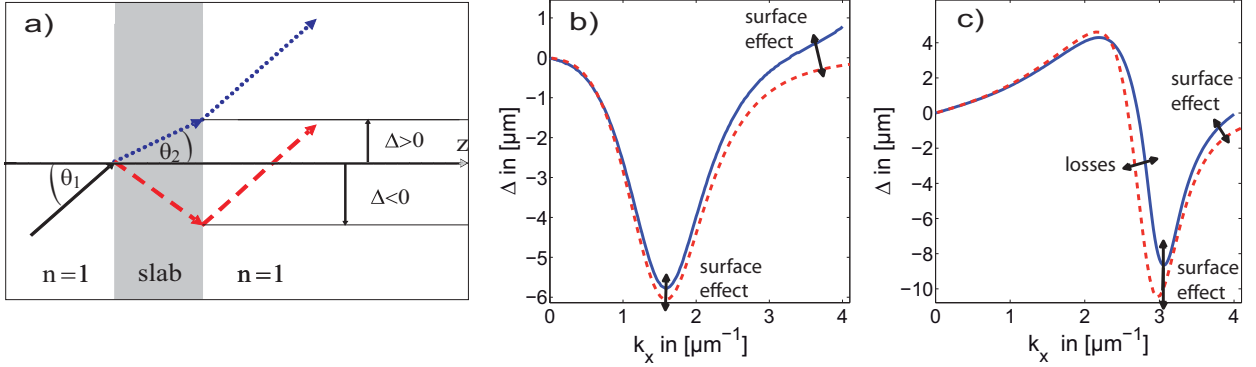 a)
θ₁
θ₂
Δ>0
Δ<0
z
n=1
slab
n=1
b)
1
0
-1
-2
-3
-4
-5
-6
Δ in [µm]
surface
effect
surface
effect
0
1
2
3
4
kₓ in [µm⁻¹]
c)
4
2
0
-2
-4
-6
-8
-10
Δ in [µm]
surface
effect
losses
surface
effect
0
1
2
3
4
kₓ in [µm⁻¹]